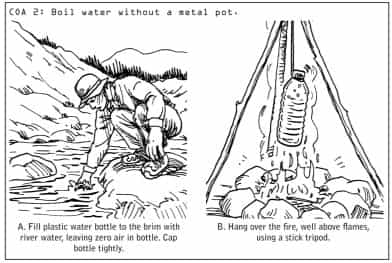 COA 2: Boil water without a metal pot.
A. Fill plastic water bottle to the brim with
river water, leaving zero air in bottle. Cap
bottle tightly.
B. Hang over the fire, well above flames,
using a stick tripod.